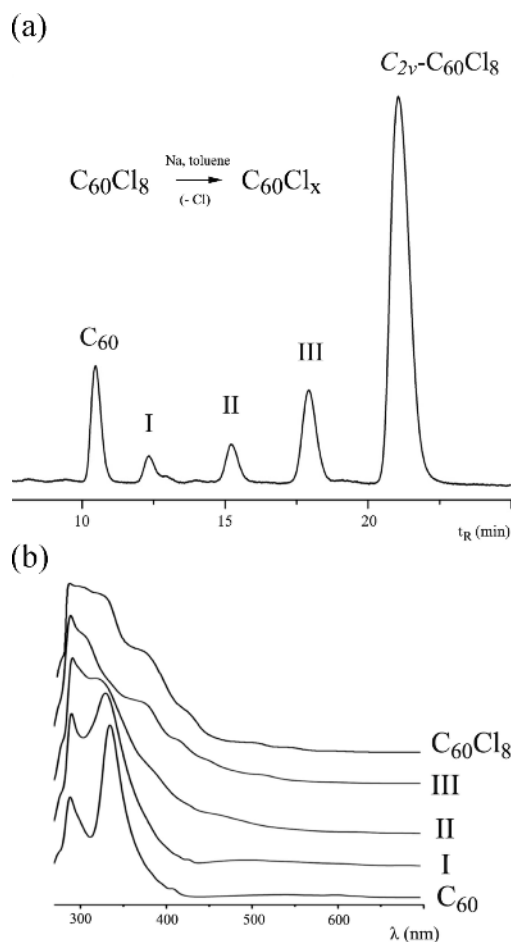 (a)
C₂ᵥ-C₆₀Cl₈
Na, toluene
C₆₀Cl₈ → C₆₀Clₓ
(- Cl)
C₆₀
I
II
III
10 15 20
t_R (min)
(b)
C₆₀Cl₈
III
II
I
C₆₀
300 400 500 600
λ (nm)